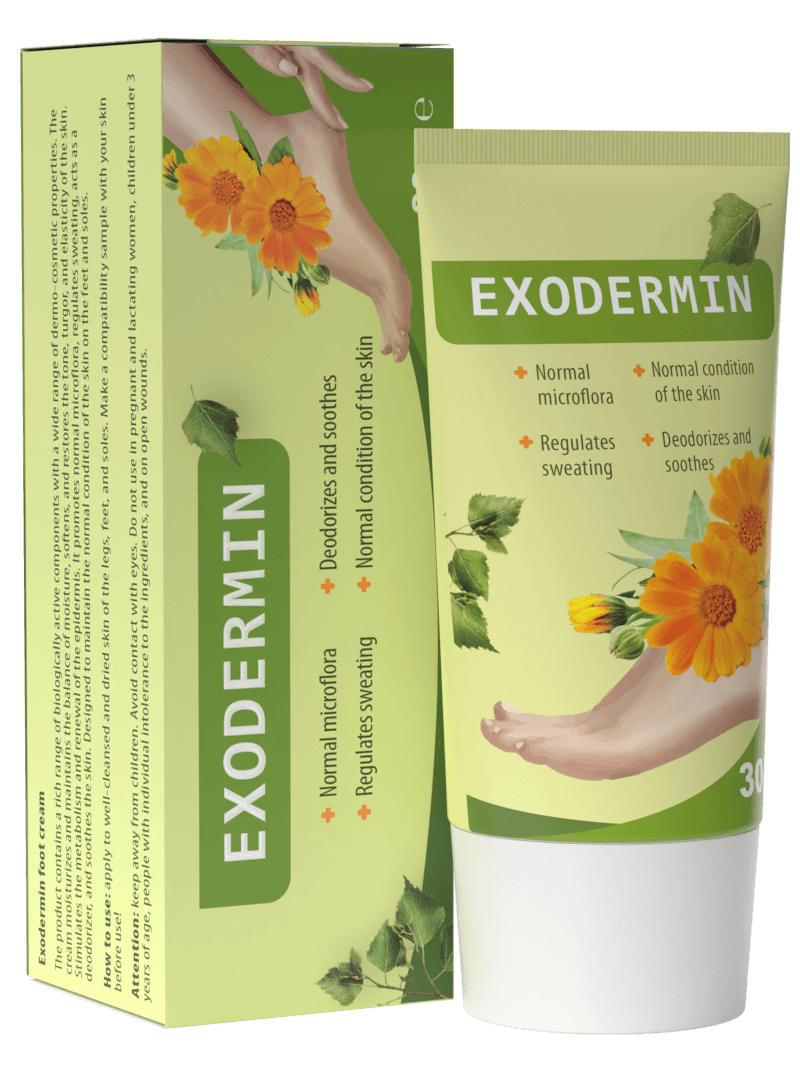 Exodermin foot cream
The product contains a rich range of biologically active components with a wide range of dermo-cosmetic properties. The
cream moisturizes and maintains the balance of moisture, softens, and restores the tone, turgor, and elasticity of the skin.
Stimulates the metabolism and renewal of the epidermis. It promotes normal microflora, regulates sweating, acts as a
deodorizer, and soothes the skin. Designed to maintain the normal condition of the skin on the feet and soles.
How to use: apply to well-cleansed and dried skin of the legs, feet, and soles. Make a compatibility sample with your skin
before use!
Attention: keep away from children. Avoid contact with eyes. Do not use in pregnant and lactating women, children under 3
years of age, people with individual intolerance to the ingredients, and on open wounds.
EXODERMIN
Normal microflora
Deodorizes and soothes
Regulates sweating
Normal condition of the skin
e
EXODERMIN
Normal
microflora
Normal condition
of the skin
Regulates
sweating
Deodorizes and
soothes
30